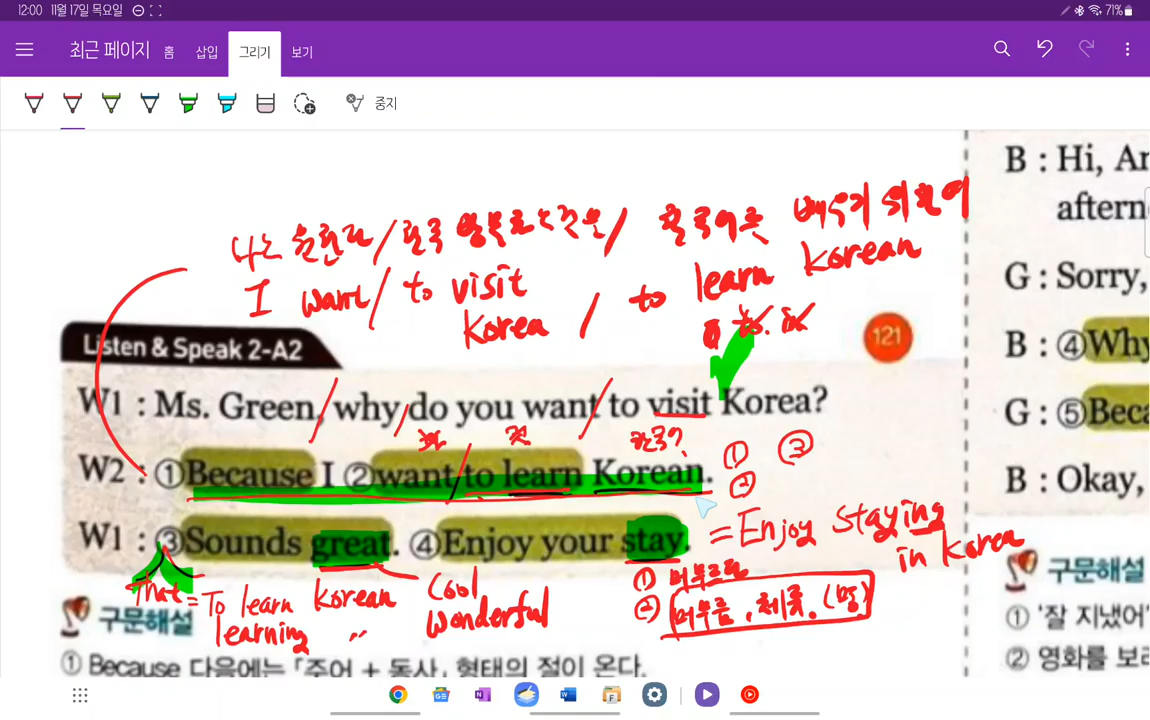 12:00 11월 17일 목요일
71%
최근 페이지 홈 삽입 그리기 보기
중지
나는 원한다/ 한국 방문하는 것은/ 한국어를 배우기 위하여
I want/ to visit Korea / to learn Korean
Listen & Speak 2-A2
121
W1 : Ms. Green, why do you want to visit Korea?
것 한국?
W2 : ①Because I ②want to learn Korean.
① ③
②
W1 : ③Sounds great. ④Enjoy your stay.
= Enjoy staying in Korea
That = To learn Korean
learning 〃
Cool
wonderful
① 머무르다
② 머무름, 체류. (명)
구문해설
① Because 다음에는 「주어 + 동사」 형태의 절이 온다.
B : Hi, An
aftern
G : Sorry,
B : ④Why
G : ⑤Beca
B : Okay,
구문해설
① '잘 지냈어
② 영화를 보러